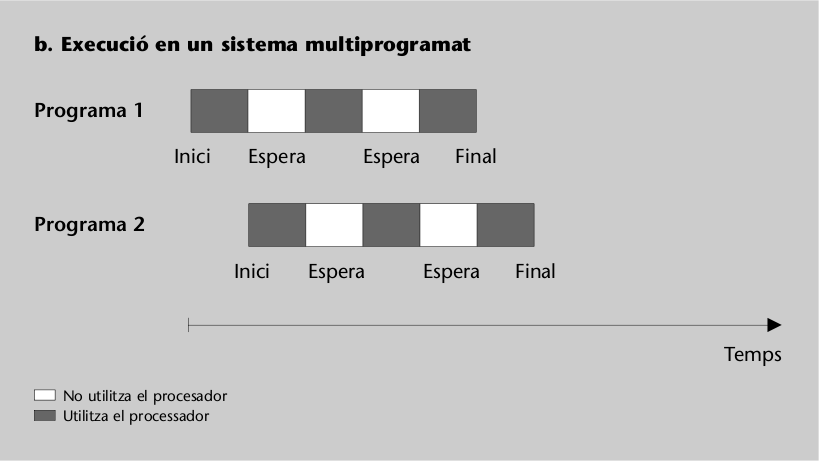 b. Execució en un sistema multiprogramat
Programa 1
Inici Espera Espera Final
Programa 2
Inici Espera Espera Final
Temps
No utilitza el procesador
Utilitza el processador